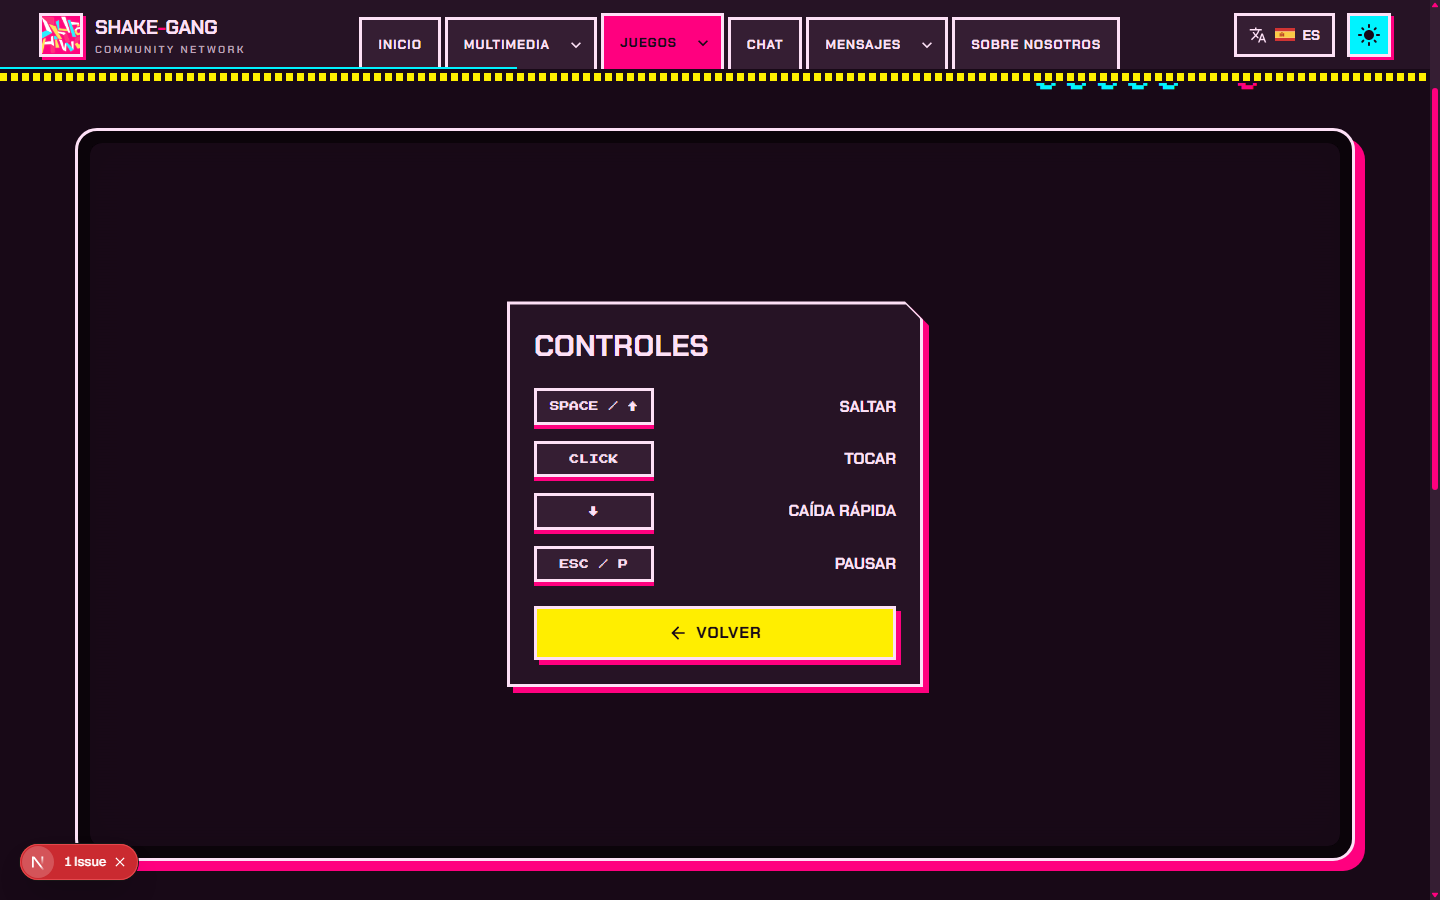 SHAKE-GANG
COMMUNITY NETWORK
INICIO
MULTIMEDIA
JUEGOS
CHAT
MENSAJES
SOBRE NOSOTROS
ES
CONTROLES
SPACE / ⬆ SALTAR
CLICK TOCAR
⬇ CAÍDA RÁPIDA
ESC / P PAUSAR
← VOLVER
N 1 Issue ×